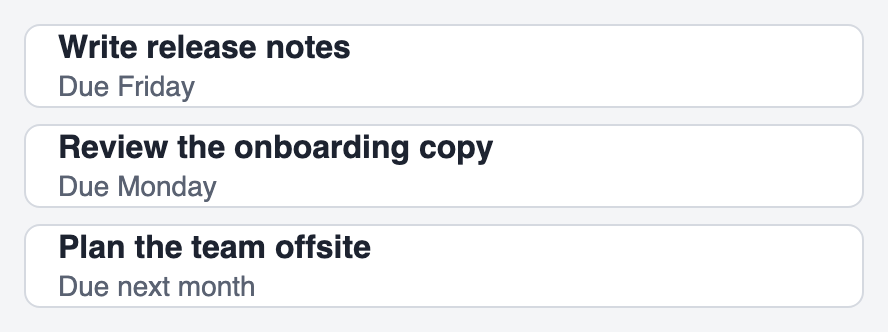 Write release notes
Due Friday
Review the onboarding copy
Due Monday
Plan the team offsite
Due next month